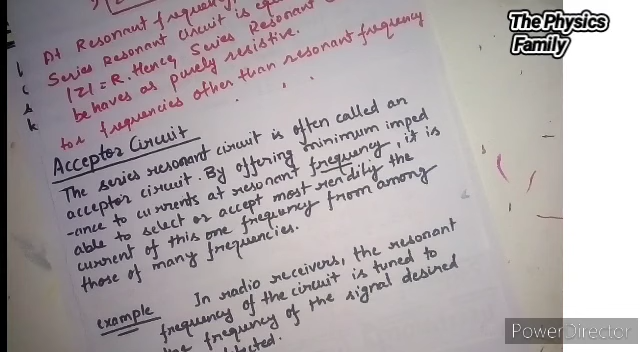 At Resonant frequency,
Series Resonant Circuit is
|Z| = R. Hence, Series Resonant
behaves as purely resistive.
for frequencies other than resonant frequency
Acceptor Circuit
The series resonant circuit is often called an
acceptor circuit. By offering minimum imped
-ance to currents at resonant frequency, it is
able to select or accept most readily the
current of this one frequency from among
those of many frequencies.
example
In radio receivers, the resonant
frequency of the circuit is tuned to
the frequency of the signal desired
The Physics
Family
PowerDirector